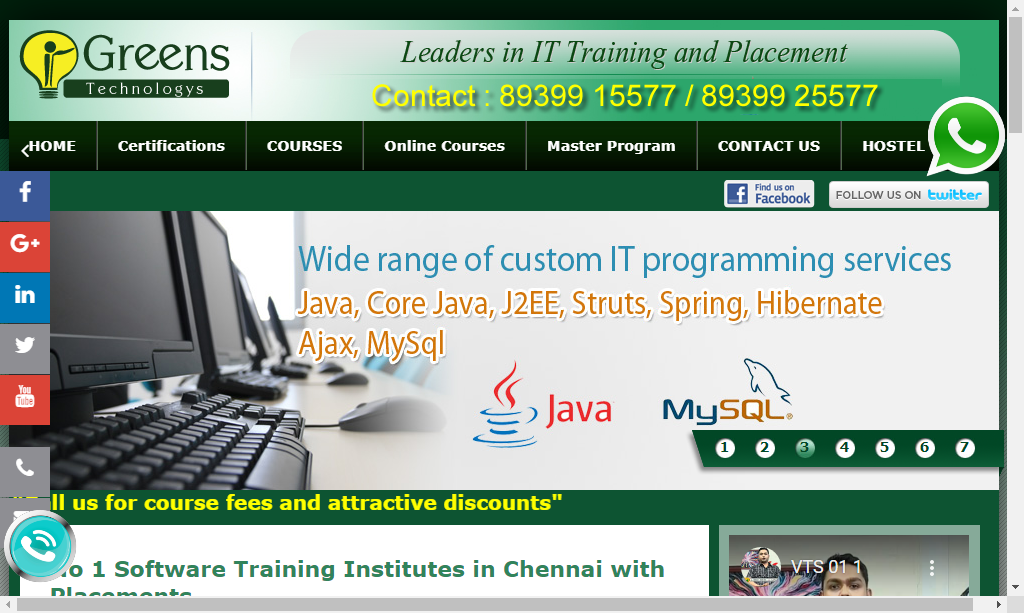 Greens
Technologys
Leaders in IT Training and Placement
Contact : 89399 15577 / 89399 25577
HOME
Certifications
COURSES
Online Courses
Master Program
CONTACT US
HOSTEL
f
G+
in
You
Tube
f
Find us on
Facebook
FOLLOW US ON twitter
Wide range of custom IT programming services
Java, Core Java, J2EE, Struts, Spring, Hibernate
Ajax, MySql
Java
MySQL®
1 2 3 4 5 6 7
ll us for course fees and attractive discounts"
o 1 Software Training Institutes in Chennai with
Placements
VTS 01 1